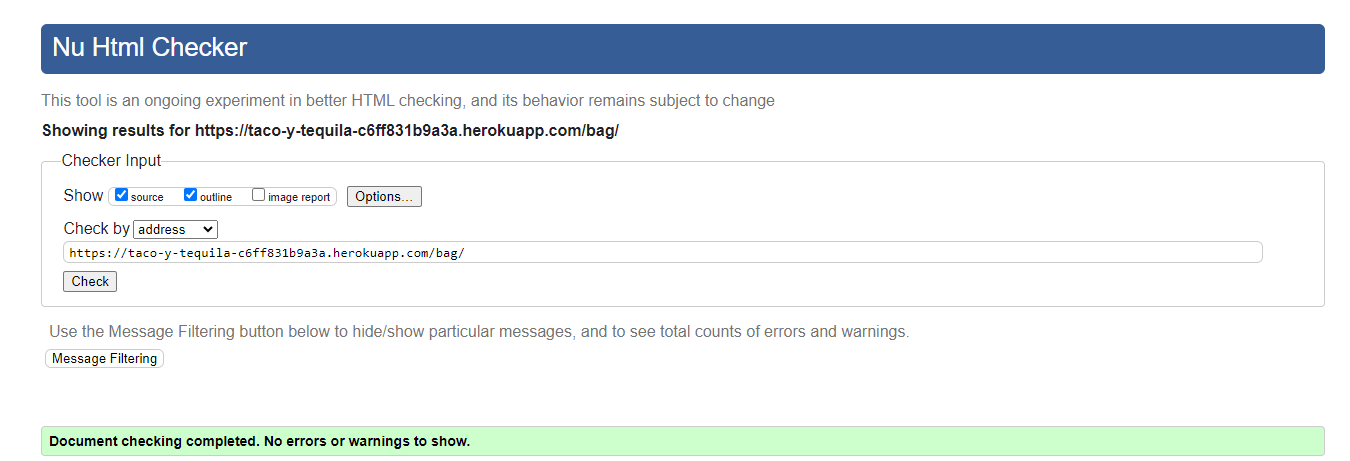 Nu Html Checker
This tool is an ongoing experiment in better HTML checking, and its behavior remains subject to change
Showing results for https://taco-y-tequila-c6ff831b9a3a.herokuapp.com/bag/
Checker Input
Show source outline image report Options...
Check by address
https://taco-y-tequila-c6ff831b9a3a.herokuapp.com/bag/
Check
Use the Message Filtering button below to hide/show particular messages, and to see total counts of errors and warnings.
Message Filtering
Document checking completed. No errors or warnings to show.